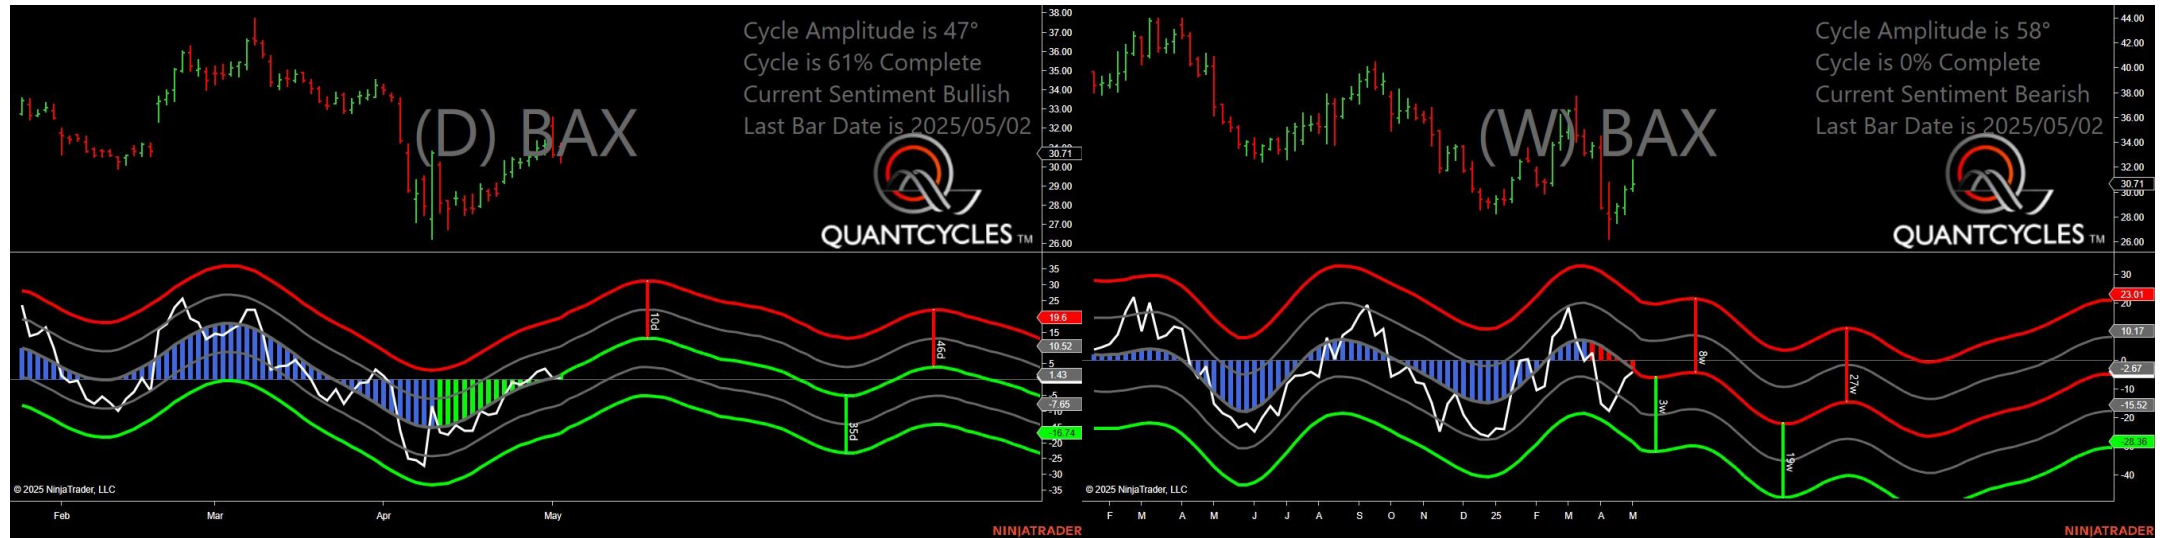 Cycle Amplitude is 47°
Cycle is 61% Complete
Current Sentiment Bullish
Last Bar Date is 2025/05/02
(D) BAX
QUANTCYCLES TM
38.00
37.00
36.00
35.00
34.00
33.00
32.00
30.71
30.00
29.00
28.00
27.00
26.00
35
30
25
19.6
15
10.52
5
1.43
-5
-7.65
-10
-16.74
-20
-25
-30
-35
10d
46d
35d
© 2025 NinjaTrader, LLC
Feb
Mar
Apr
May
NINJATRADER
Cycle Amplitude is 58°
Cycle is 0% Complete
Current Sentiment Bearish
Last Bar Date is 2025/05/02
(W) BAX
QUANTCYCLES TM
44.00
42.00
40.00
38.00
36.00
34.00
32.00
30.71
30.00
28.00
26.00
30
23.01
20
10.17
0
-2.67
-10
-15.52
-20
-28.36
-40
8w
27w
3w
19w
© 2025 NinjaTrader, LLC
F
M
A
M
J
J
A
S
O
N
D
25
F
M
A
M
NINJATRADER